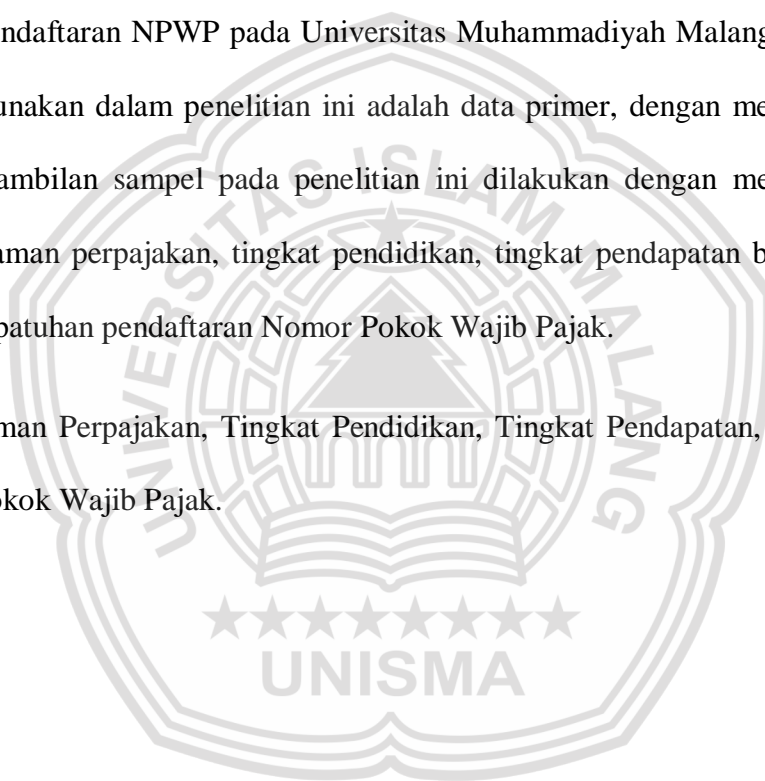 ndaftaran NPWP pada Universitas Muhammadiyah Malang
unakan dalam penelitian ini adalah data primer, dengan me
ambilan sampel pada penelitian ini dilakukan dengan me
aman perpajakan, tingkat pendidikan, tingkat pendapatan b
patuhan pendaftaran Nomor Pokok Wajib Pajak.
man Perpajakan, Tingkat Pendidikan, Tingkat Pendapatan,
okok Wajib Pajak.
UNIVERSITAS ISLAM MALANG
UNISMA